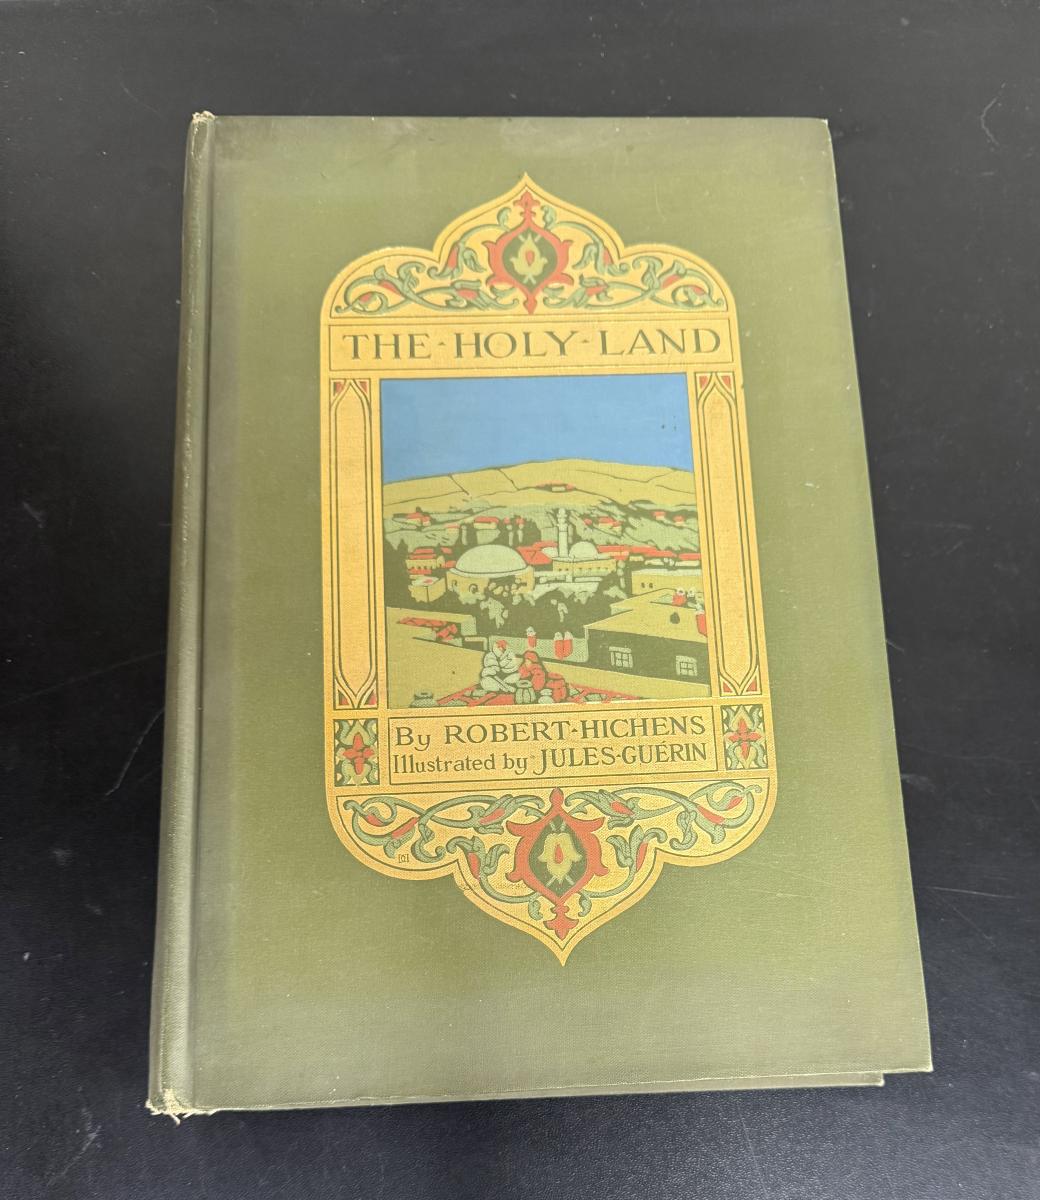 THE·HOLY·LAND
By ROBERT·HICHENS
Illustrated by JULES·GUÉRIN